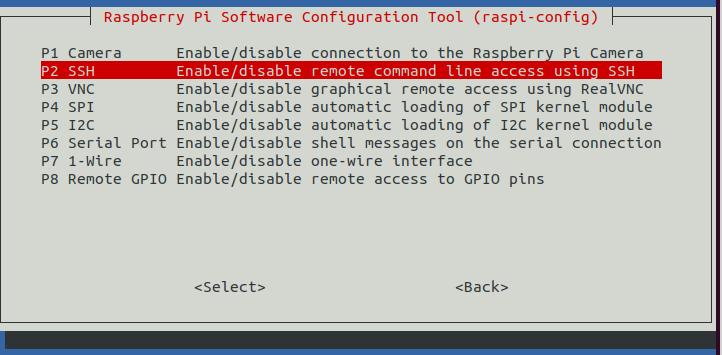 Raspberry Pi Software Configuration Tool (raspi-config)
P1 Camera Enable/disable connection to the Raspberry Pi Camera
P2 SSH Enable/disable remote command line access using SSH
P3 VNC Enable/disable graphical remote access using RealVNC
P4 SPI Enable/disable automatic loading of SPI kernel module
P5 I2C Enable/disable automatic loading of I2C kernel module
P6 Serial Port Enable/disable shell messages on the serial connection
P7 1-Wire Enable/disable one-wire interface
P8 Remote GPIO Enable/disable remote access to GPIO pins
<Select> <Back>